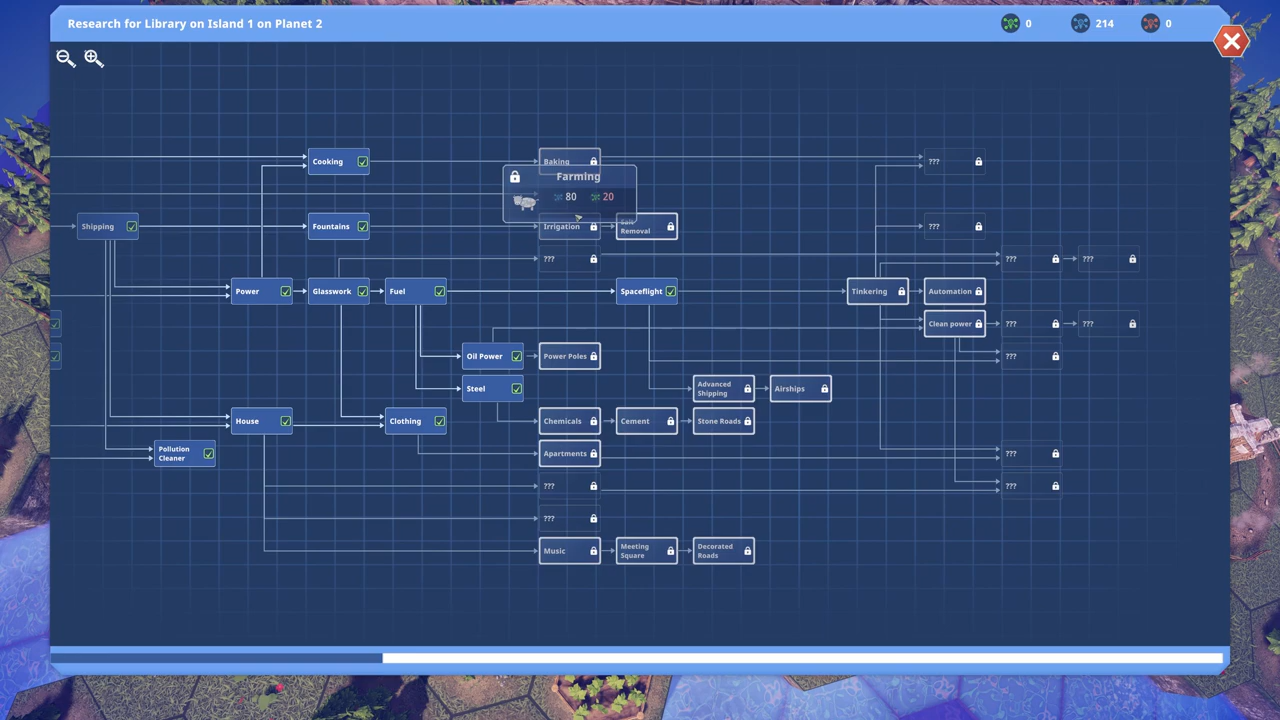 Research for Library on Island 1 on Planet 2
0
214
0
Cooking
Baking
???
Farming
80
20
Shipping
Fountains
Irrigation
Salt
Removal
???
???
???
???
Power
Glasswork
Fuel
Spaceflight
Tinkering
Automation
Clean power
???
???
Oil Power
Power Poles
???
Steel
Advanced
Shipping
Airships
House
Clothing
Chemicals
Cement
Stone Roads
Pollution
Cleaner
Apartments
???
???
???
???
Music
Meeting
Square
Decorated
Roads